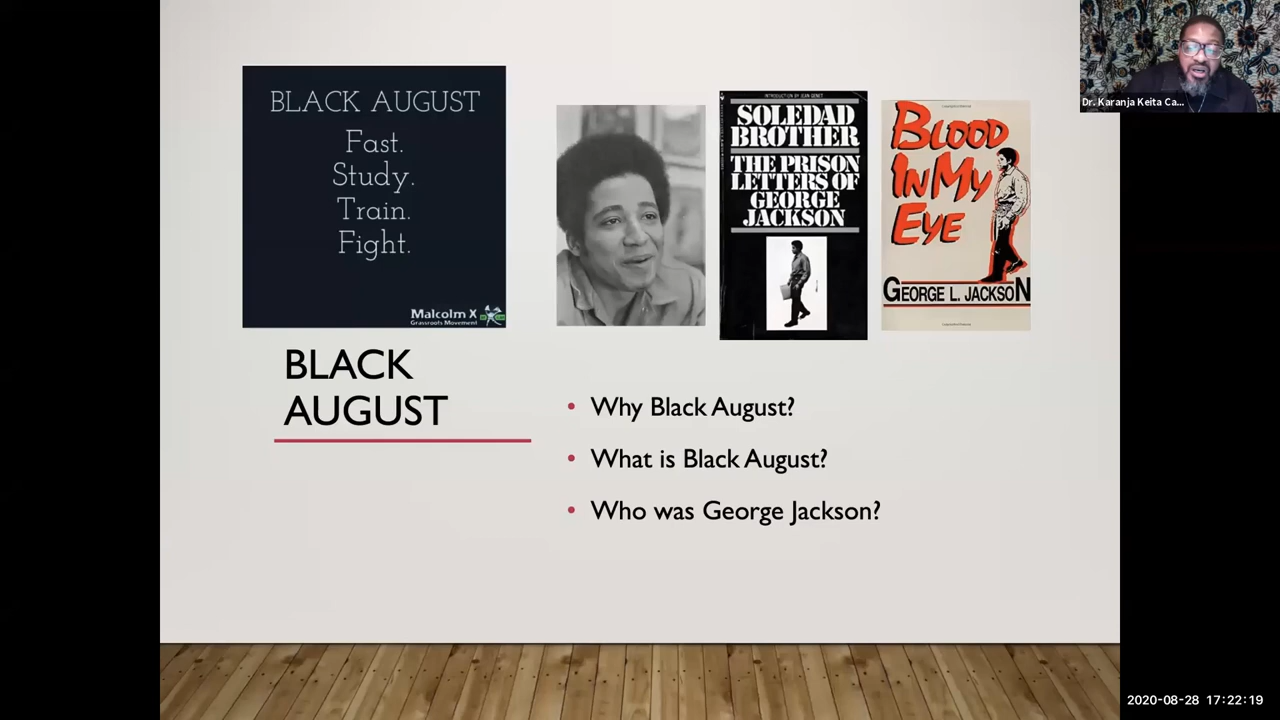 BLACK AUGUST
Fast.
Study.
Train.
Fight.
Malcolm X
Grassroots Movement
INTRODUCTION BY JEAN GENET
SOLEDAD
BROTHER
THE PRISON
LETTERS OF
GEORGE
JACKSON
BLOOD
IN MY
EYE
GEORGE L. JACKSON
Dr. Karanja Keita Ca...
BLACK
AUGUST
• Why Black August?
• What is Black August?
• Who was George Jackson?
2020-08-28 17:22:19